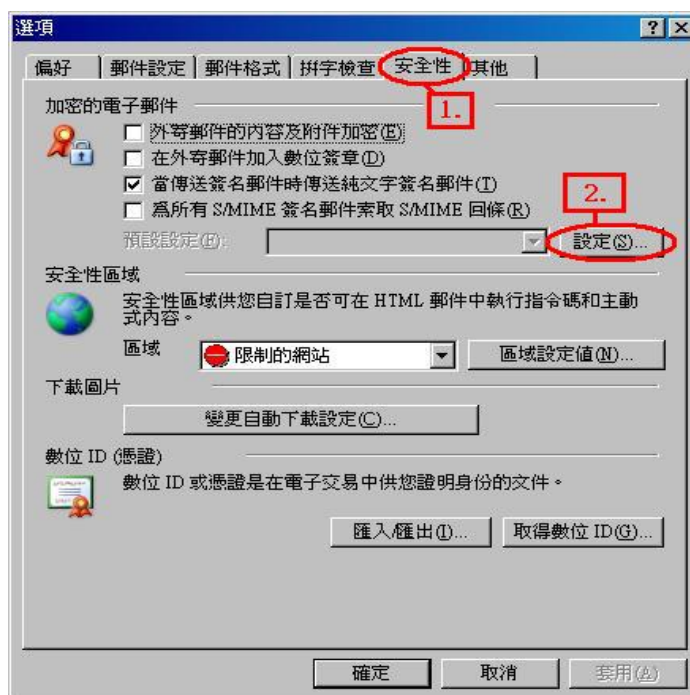 選項
偏好 郵件設定 郵件格式 拼字檢查 安全性 其他
1.
加密的電子郵件
外寄郵件的內容及附件加密(E)
在外寄郵件加入數位簽章(D)
當傳送簽名郵件時傳送純文字簽名郵件(T)
2.
為所有 S/MIME 簽名郵件索取 S/MIME 回條(R)
預設設定(F): 設定(S)...
安全性區域
安全性區域供您自訂是否可在 HTML 郵件中執行指令碼和主動
式內容。
區域 限制的網站 區域設定值(N)...
下載圖片
變更自動下載設定(C)...
數位 ID (憑證)
數位 ID 或憑證是在電子交易中供您證明身份的文件。
匯入/匯出(I)... 取得數位 ID(G)...
確定 取消 套用(A)